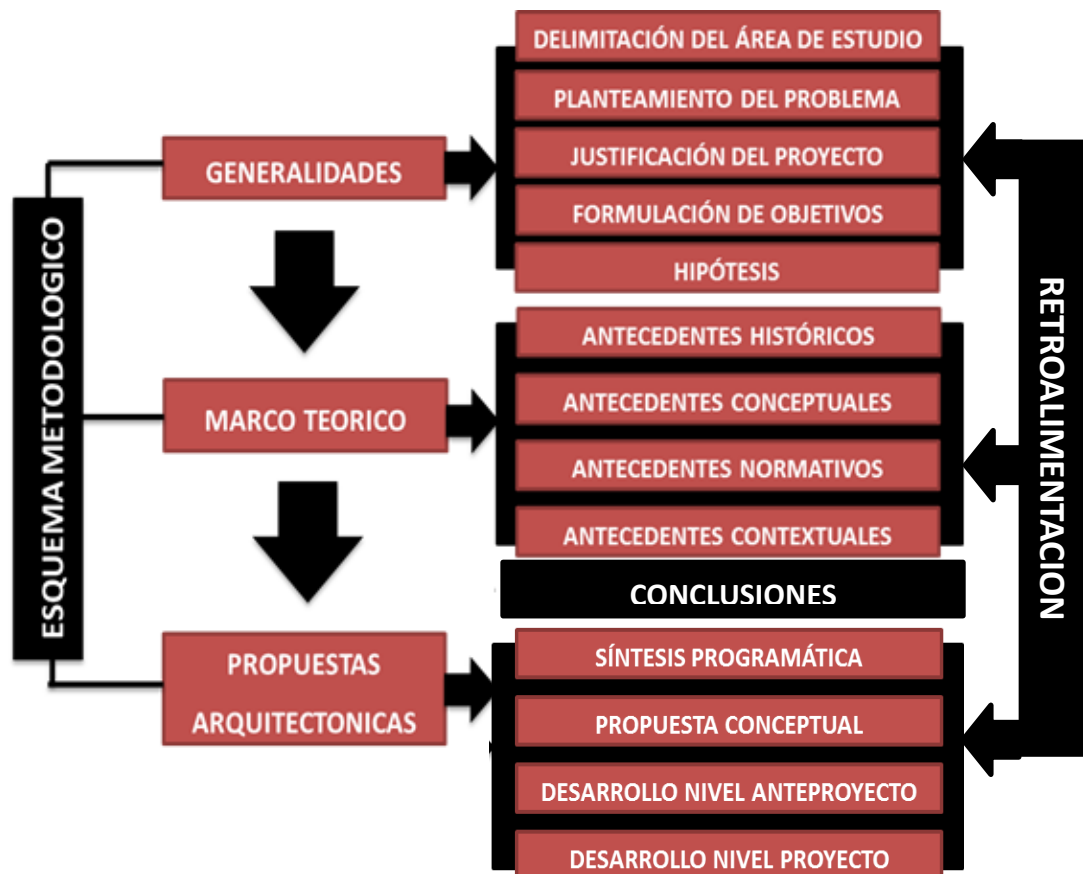 ESQUEMA METODOLOGICO
GENERALIDADES
DELIMITACIÓN DEL ÁREA DE ESTUDIO
PLANTEAMIENTO DEL PROBLEMA
JUSTIFICACIÓN DEL PROYECTO
FORMULACIÓN DE OBJETIVOS
HIPÓTESIS
MARCO TEORICO
ANTECEDENTES HISTÓRICOS
ANTECEDENTES CONCEPTUALES
ANTECEDENTES NORMATIVOS
ANTECEDENTES CONTEXTUALES
CONCLUSIONES
PROPUESTAS
ARQUITECTONICAS
SÍNTESIS PROGRAMÁTICA
PROPUESTA CONCEPTUAL
DESARROLLO NIVEL ANTEPROYECTO
DESARROLLO NIVEL PROYECTO
RETROALIMENTACION